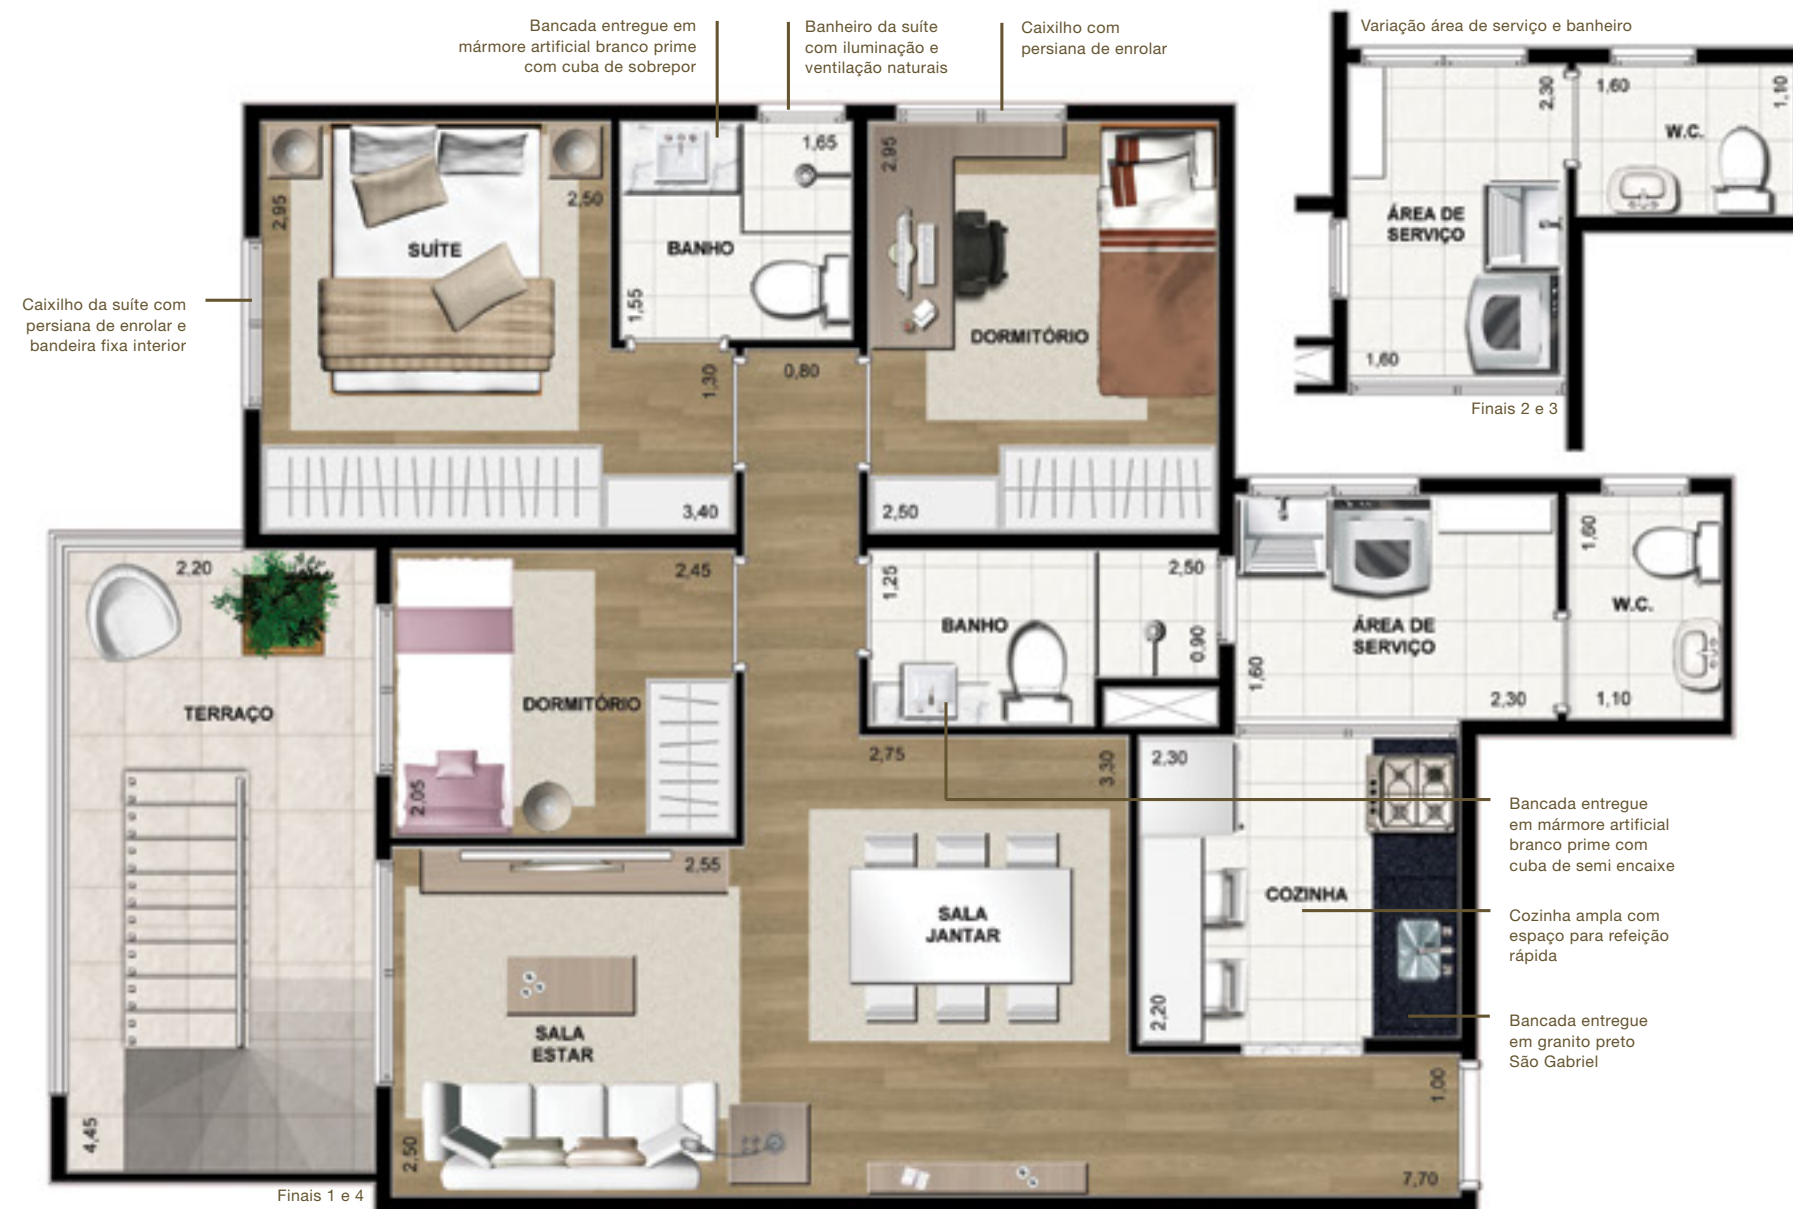 Bancada entregue em
mármore artificial branco prime
com cuba de sobrepor
Banheiro da suíte
com iluminação e
ventilação naturais
Caixilho com
persiana de enrolar
Variação área de serviço e banheiro
2,30
1,60
1,10
W.C.
ÁREA DE
SERVIÇO
1,60
Finais 2 e 3
Caixilho da suíte com
persiana de enrolar e
bandeira fixa interior
2,95
2,50
SUÍTE
1,30
3,40
1,65
BANHO
1,55
0,80
2,95
DORMITÓRIO
2,50
2,20
TERRAÇO
4,45
Finais 1 e 4
2,45
DORMITÓRIO
2,05
1,25
2,50
BANHO
0,90
1,60
ÁREA DE
SERVIÇO
2,30
1,60
W.C.
1,10
2,75
3,30
2,30
2,55
SALA
JANTAR
COZINHA
2,20
SALA
ESTAR
2,50
1,00
7,70
Bancada entregue
em mármore artificial
branco prime com
cuba de semi encaixe
Cozinha ampla com
espaço para refeição
rápida
Bancada entregue
em granito preto
São Gabriel